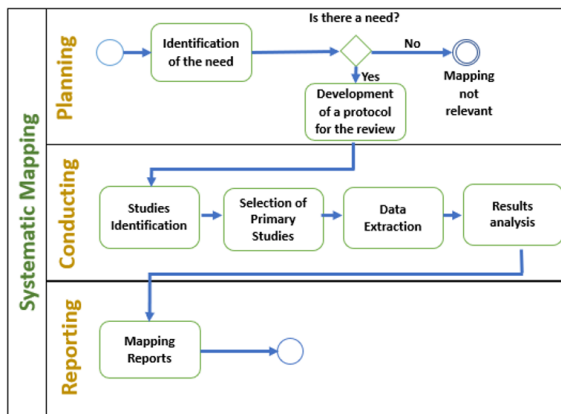 Systematic Mapping
Planning
Is there a need?
Identification
of the need
No
Yes
Mapping
not
relevant
Development
of a protocol
for the review
Conducting
Studies
Identification
Selection of
Primary
Studies
Data
Extraction
Results
analysis
Reporting
Mapping
Reports